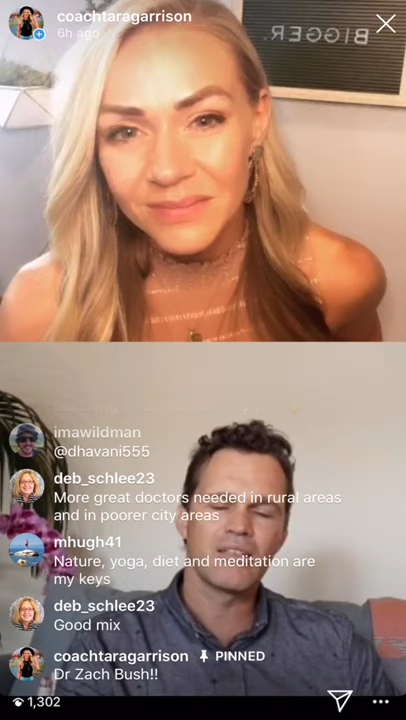 coachtaragarrison
6h ago
BIGGER.
imawildman
@dhavani555
deb_schlee23
More great doctors needed in rural areas
and in poorer city areas
mhugh41
Nature, yoga, diet and meditation are
my keys
deb_schlee23
Good mix
coachtaragarrison PINNED
Dr Zach Bush!!
1,302